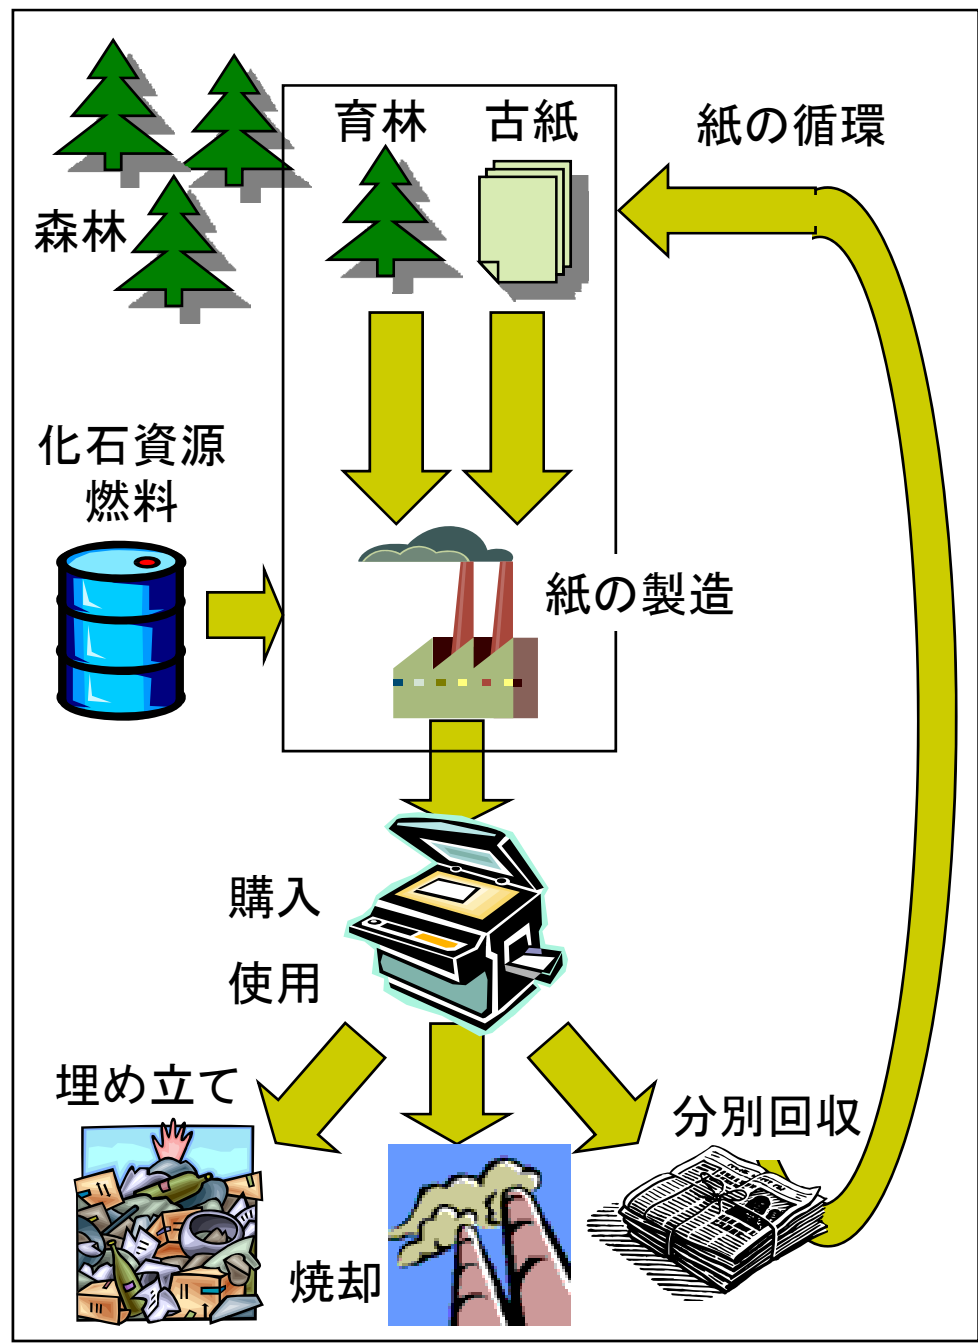 育林
古紙
紙の循環
森林
化石資源
燃料
紙の製造
購入
使用
埋め立て
分別回収
焼却